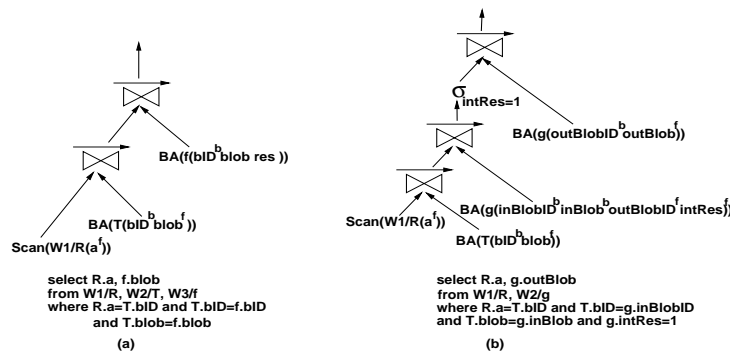 BA(f(bID^b blob res ))
BA(T(bID^b blob^f))
Scan(W1/R(a^f))
select R.a, f.blob
from W1/R, W2/T, W3/f
where R.a=T.bID and T.bID=f.bID
and T.blob=f.blob
(a)
σ intRes=1
BA(g(outBlobID^b outBlob^f))
BA(g(inBlobID^b inBlob^b outBlobID^f intRes^f))
Scan(W1/R(a^f))
BA(T(bID^b blob^f))
select R.a, g.outBlob
from W1/R, W2/g
where R.a=T.bID and T.bID=g.inBlobID
and T.blob=g.inBlob and g.intRes=1
(b)